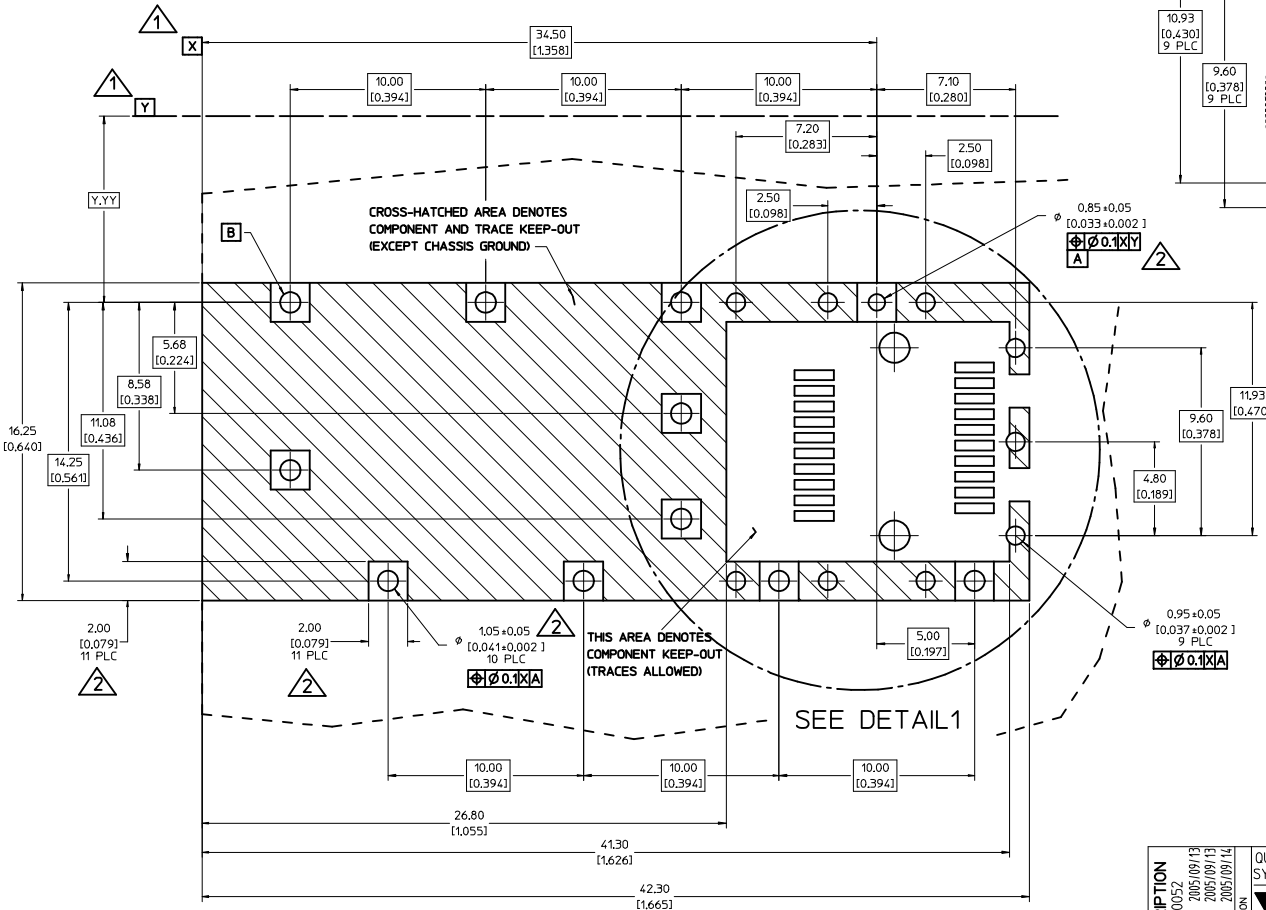 1
X
34.50
[1.358]
10.93
[0.430]
9 PLC
9.60
[0.378]
9 PLC
1
Y
10.00
[0.394]
10.00
[0.394]
10.00
[0.394]
7.10
[0.280]
7.20
[0.283]
2.50
[0.098]
2.50
[0.098]
Y.YY
B
CROSS-HATCHED AREA DENOTES
COMPONENT AND TRACE KEEP-OUT
(EXCEPT CHASSIS GROUND)
ø 0.85±0.05
[0.033±0.002 ]
⌖ Ø 0.1 X Y
A
2
5.68
[0.224]
8.58
[0.338]
11.08
[0.436]
14.25
[0.561]
16.25
[0.640]
11.93
[0.470
9.60
[0.378]
4.80
[0.189]
2.00
[0.079]
11 PLC
2
2.00
[0.079]
11 PLC
2
ø 1.05±0.05
[0.041±0.002 ]
10 PLC
⌖ Ø 0.1 X A
2
THIS AREA DENOTES
COMPONENT KEEP-OUT
(TRACES ALLOWED)
5.00
[0.197]
ø 0.95±0.05
[0.037±0.002 ]
9 PLC
⌖ Ø 0.1 X A
SEE DETAIL1
10.00
[0.394]
10.00
[0.394]
10.00
[0.394]
26.80
[1.055]
41.30
[1.626]
42.30
[1.665]
IPTION
0052
2005/09/13
2005/09/13
2005/09/14
ON
QU
SY